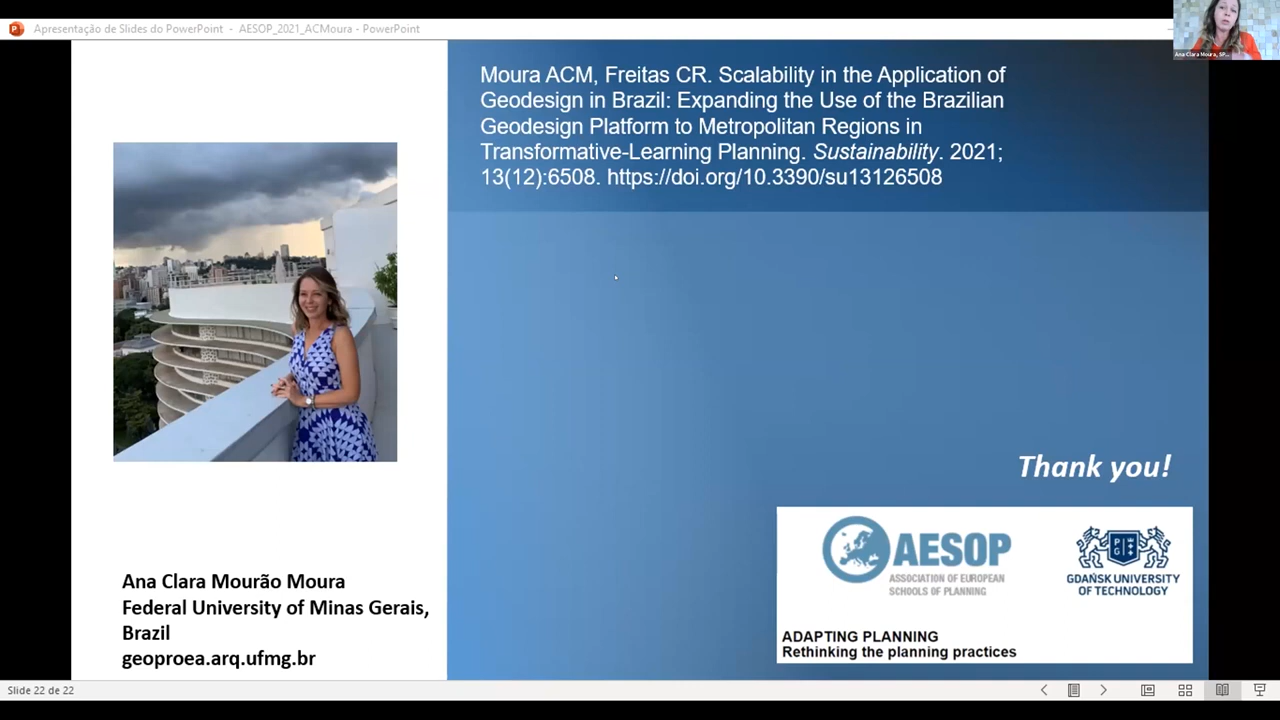 Apresentação de Slides do PowerPoint - AESOP_2021_ACMoura - PowerPoint
Ana Clara Moura, SP...
Moura ACM, Freitas CR. Scalability in the Application of
Geodesign in Brazil: Expanding the Use of the Brazilian
Geodesign Platform to Metropolitan Regions in
Transformative-Learning Planning. Sustainability. 2021;
13(12):6508. https://doi.org/10.3390/su13126508
Thank you!
AESOP
ASSOCIATION OF EUROPEAN
SCHOOLS OF PLANNING
P G
GDAŃSK UNIVERSITY
OF TECHNOLOGY
ADAPTING PLANNING
Rethinking the planning practices
Ana Clara Mourão Moura
Federal University of Minas Gerais,
Brazil
geoproea.arq.ufmg.br
Slide 22 de 22